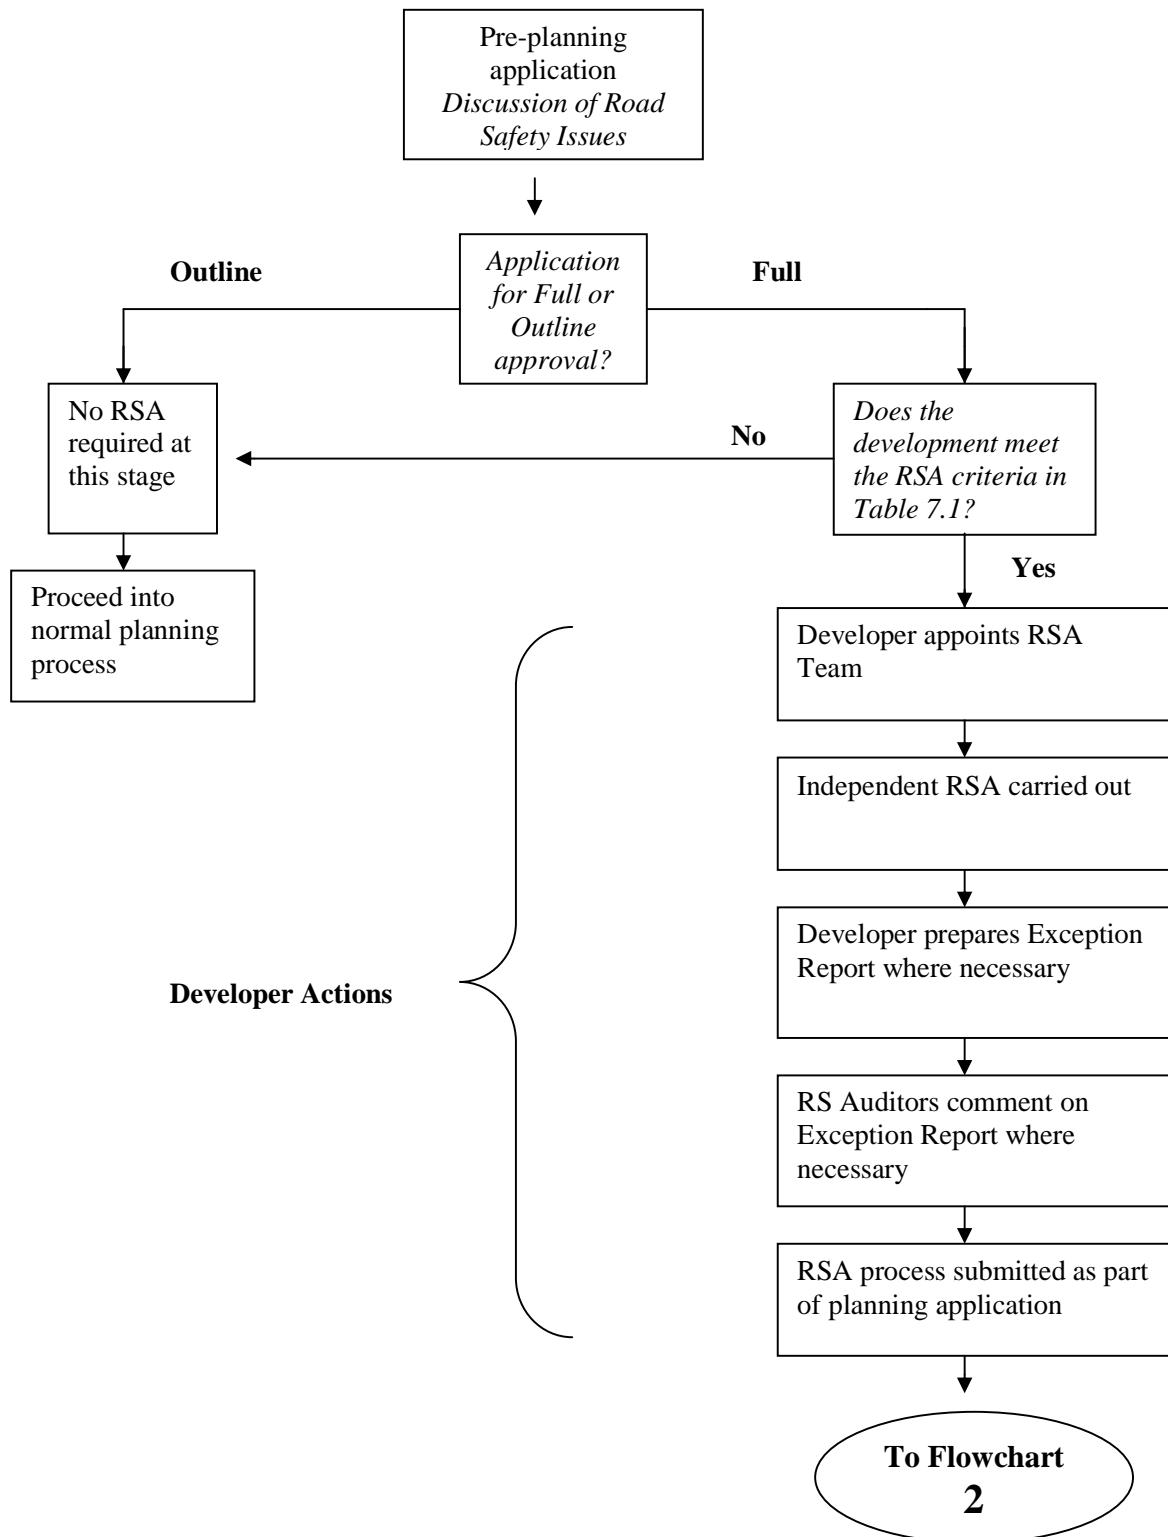 Pre-planning
application
Discussion of Road
Safety Issues
Outline
Application
for Full or
Outline
approval?
Full
No RSA
required at
this stage
No
Does the
development meet
the RSA criteria in
Table 7.1?
Yes
Proceed into
normal planning
process
Developer appoints RSA
Team
Independent RSA carried out
Developer prepares Exception
Report where necessary
Developer Actions
RS Auditors comment on
Exception Report where
necessary
RSA process submitted as part
of planning application
To Flowchart
2